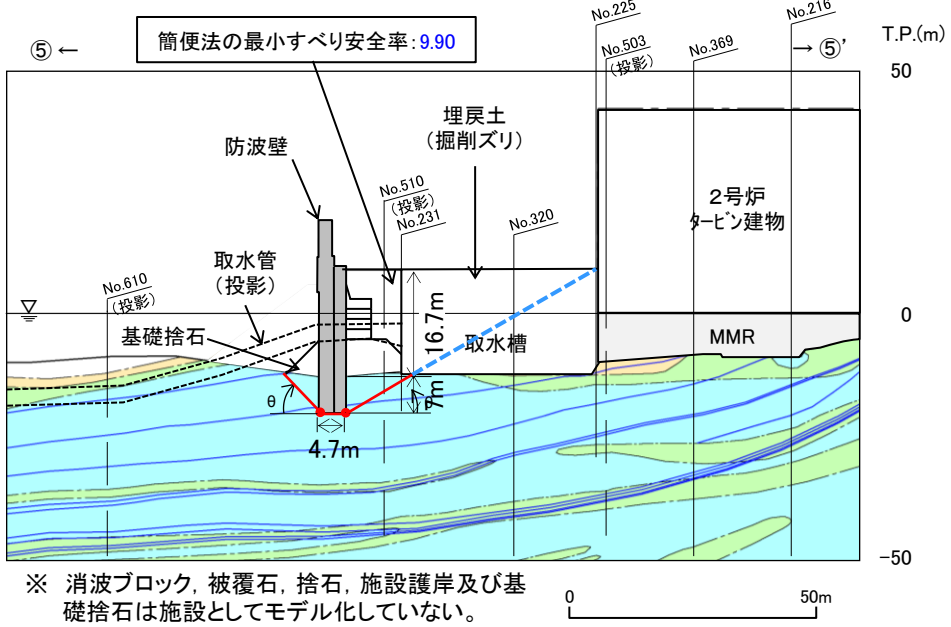 No.225
No.216
⑤ ←
簡便法の最小すべり安全率：9.90
No.503
(投影)
No.369
→ ⑤’
T.P.(m)
50
埋戻土
(掘削ズリ)
防波壁
No.510
(投影)
No.231
No.320
2号炉
タービン建物
取水管
(投影)
No.610
(投影)
0
基礎捨石
16.7m
取水槽
MMR
θ
7m
4.7m
-50
※ 消波ブロック，被覆石，捨石，施設護岸及び基
礎捨石は施設としてモデル化していない。
0
50m